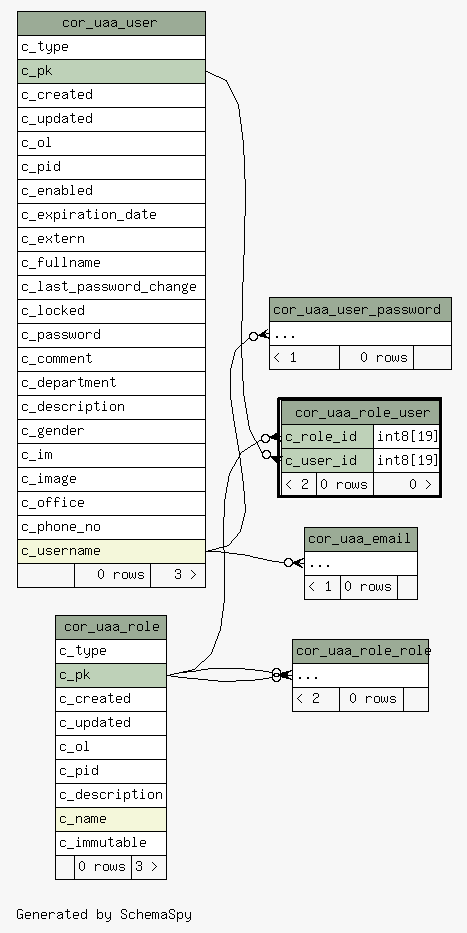 cor_uaa_user
c_type
c_pk
c_created
c_updated
c_ol
c_pid
c_enabled
c_expiration_date
c_extern
c_fullname
c_last_password_change
c_locked
c_password
c_comment
c_department
c_description
c_gender
c_im
c_image
c_office
c_phone_no
c_username
0 rows 3 >
cor_uaa_user_password
...
< 1 0 rows
cor_uaa_role_user
c_role_id int8[19]
c_user_id int8[19]
< 2 0 rows 0 >
cor_uaa_email
...
< 1 0 rows
cor_uaa_role
c_type
c_pk
c_created
c_updated
c_ol
c_pid
c_description
c_name
c_immutable
0 rows 3 >
cor_uaa_role_role
...
< 2 0 rows
Generated by SchemaSpy